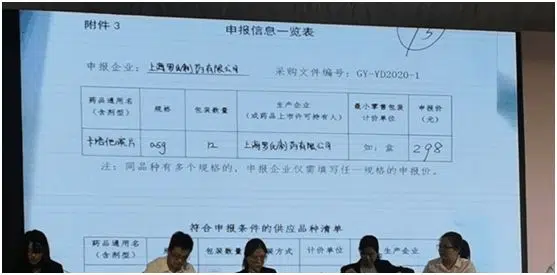 附件 3
申报信息一览表
13
申报企业：上海罗氏制药有限公司 采购文件编号：GY-YD2020-1
药品通用名（含剂型） 规格 包装数量 生产企业（或药品上市许可持有人） 最小零售包装计价单位 申报价（元）
卡培他滨片 0.5g 12 上海罗氏制药有限公司 如：盒 298
注：同品种有多个规格的，申报企业仅需填写任一规格的申报价。
符合申报条件的供应品种清单
药品通用名（含剂型） 包装数量 包装方式 计价单位 生产企业